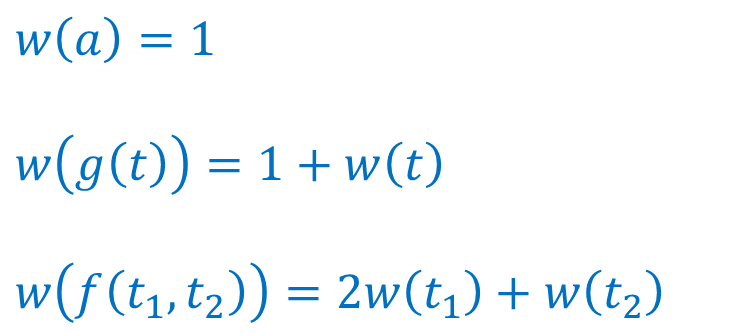 w(a) = 1
w(g(t)) = 1 + w(t)
w(f(t₁, t₂)) = 2w(t₁) + w(t₂)